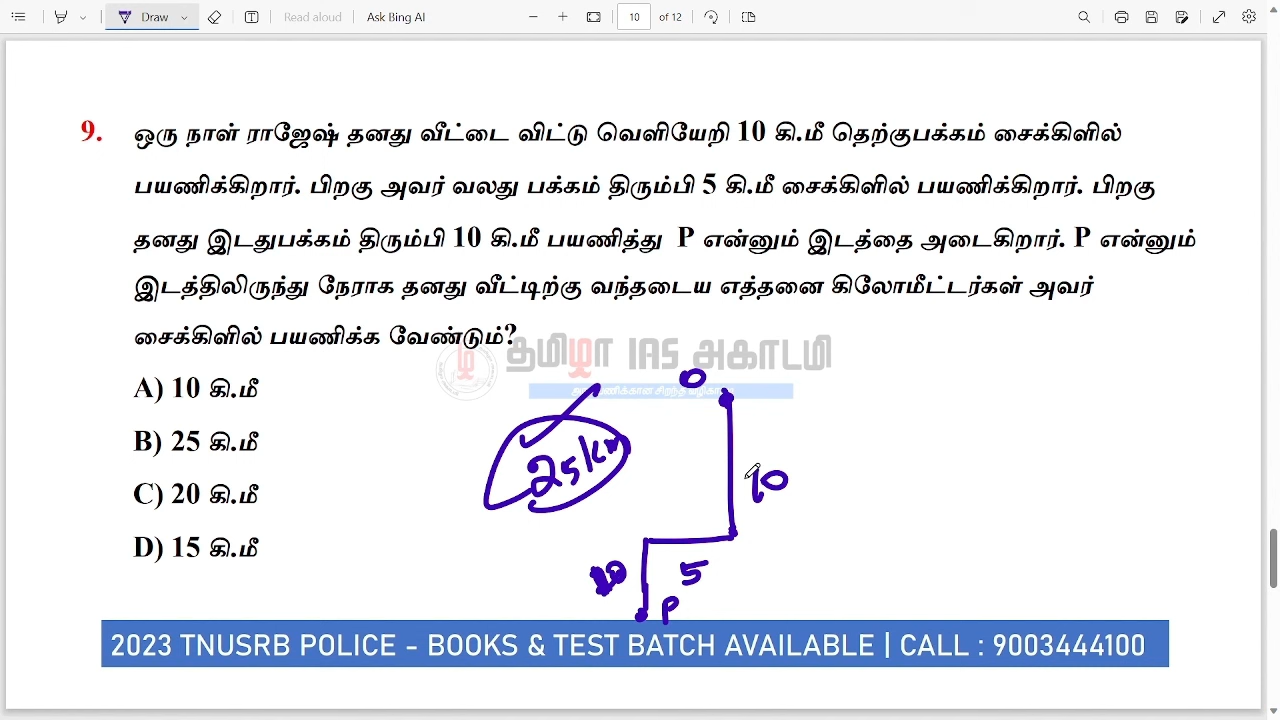 Draw
Read aloud
Ask Bing AI
10 of 12
9. ஒரு நாள் ராஜேஷ் தனது வீட்டை விட்டு வெளியேறி 10 கி.மீ தெற்குபக்கம் சைக்கிளில்
பயணிக்கிறார். பிறகு அவர் வலது பக்கம் திரும்பி 5 கி.மீ சைக்கிளில் பயணிக்கிறார். பிறகு
தனது இடதுபக்கம் திரும்பி 10 கி.மீ பயணித்து P என்னும் இடத்தை அடைகிறார். P என்னும்
இடத்திலிருந்து நேராக தனது வீட்டிற்கு வந்தடைய எத்தனை கிலோமீட்டர்கள் அவர்
சைக்கிளில் பயணிக்க வேண்டும்?
தமிழா IAS அகாடமி
A) 10 கி.மீ
B) 25 கி.மீ
C) 20 கி.மீ
D) 15 கி.மீ
0
25 km
10
5
10
P
2023 TNUSRB POLICE - BOOKS & TEST BATCH AVAILABLE | CALL : 9003444100